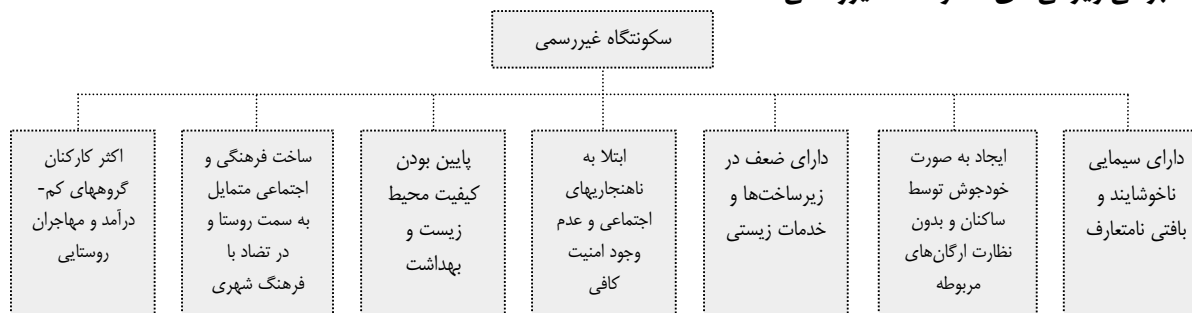 سکونتگاه غیررسمی
دارای سیمایی
ناخوشایند و
بافتی نامتعارف
ایجاد به صورت
خودجوش توسط
ساکنان و بدون
نظارت ارگان‌های
مربوطه
دارای ضعف در
زیرساخت‌ها و
خدمات زیستی
ابتلا به
ناهنجاریهای
اجتماعی و عدم
وجود امنیت
کافی
پایین بودن
کیفیت محیط
زیست و
بهداشت
ساخت فرهنگی و
اجتماعی متمایل
به سمت روستا و
در تضاد با
فرهنگ شهری
اکثر کارکنان
گروههای کم-
درآمد و مهاجران
روستایی